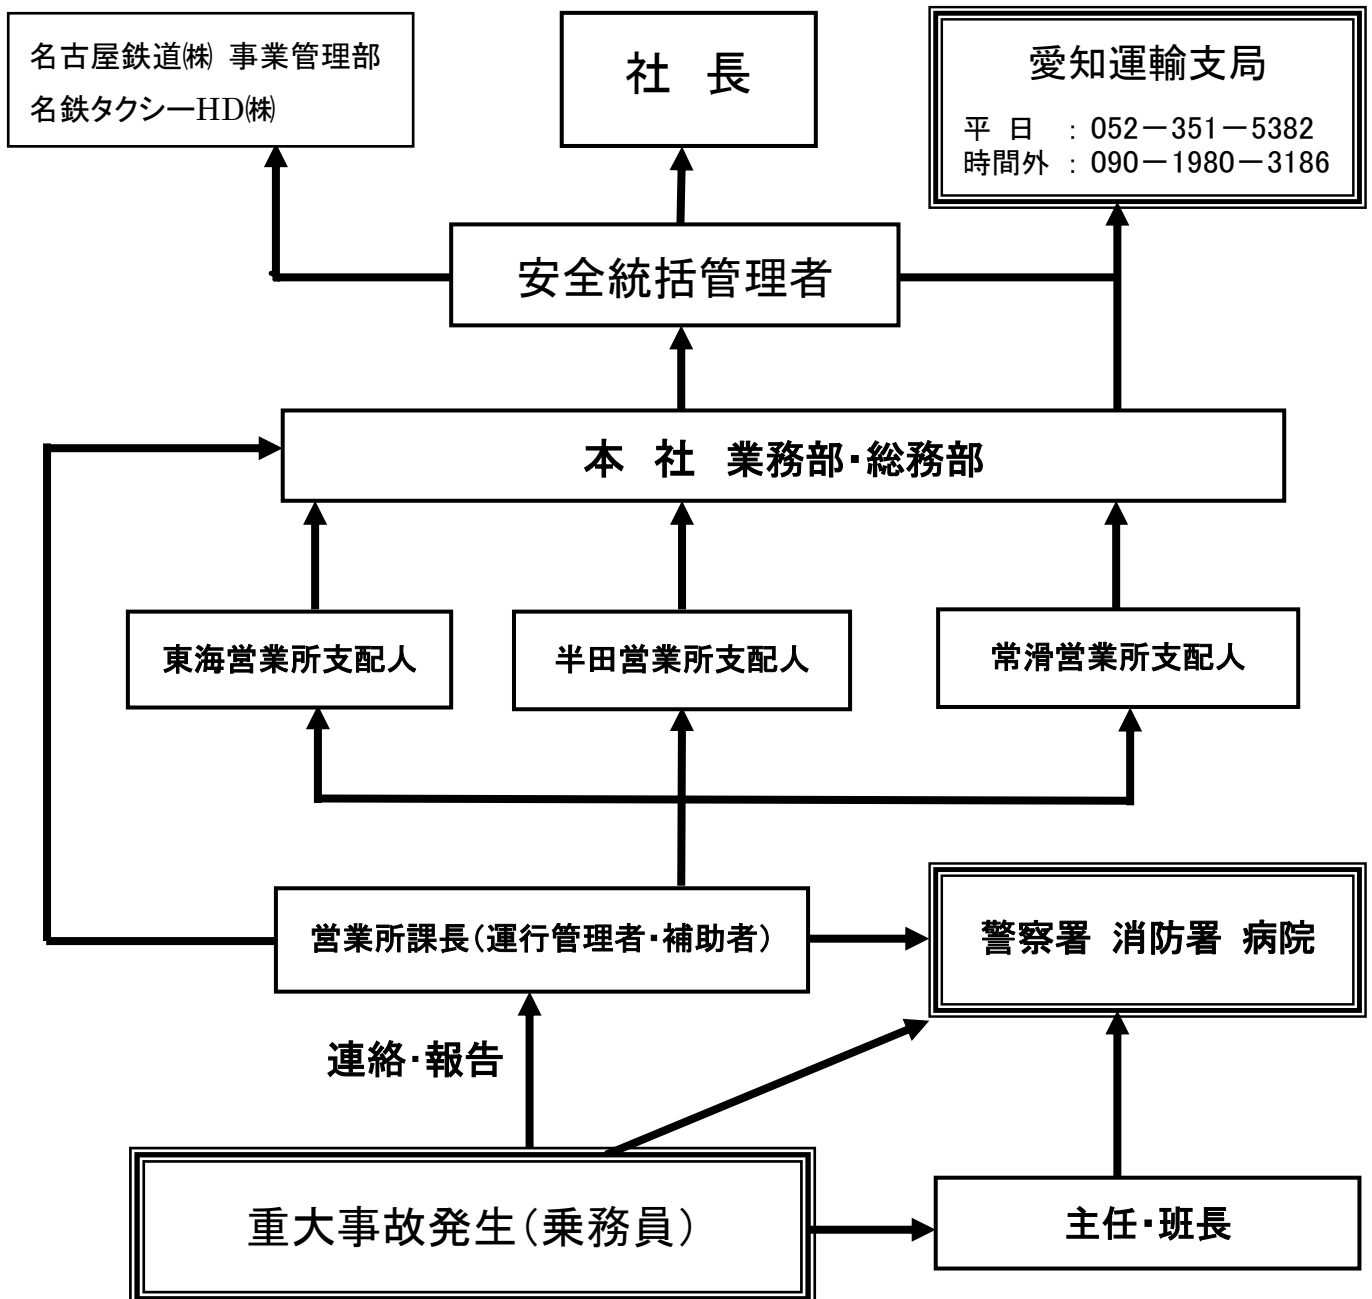 名古屋鉄道㈱ 事業管理部
名鉄タクシーHD㈱
社 長
愛知運輸支局
平 日 : 052-351-5382
時間外 : 090-1980-3186
安全統括管理者
本 社 業務部・総務部
東海営業所支配人
半田営業所支配人
常滑営業所支配人
営業所課長(運行管理者・補助者)
警察署 消防署 病院
連絡・報告
重大事故発生(乗務員)
主任・班長